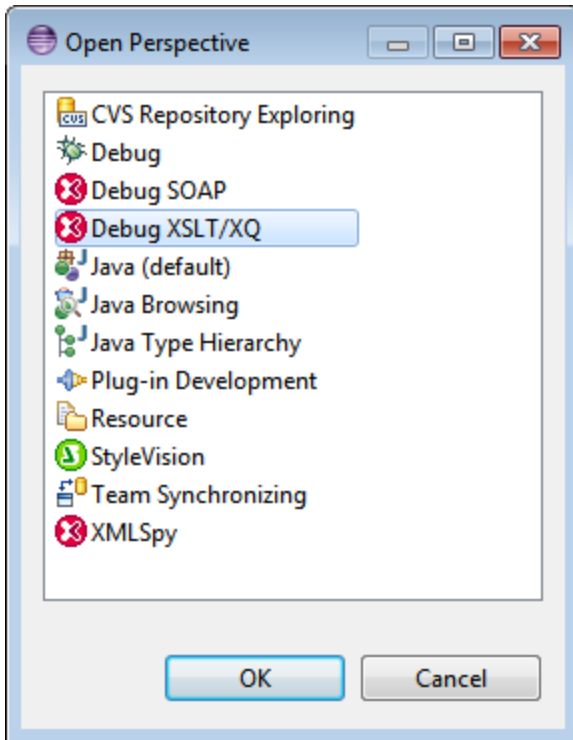 Open Perspective
CVS Repository Exploring
Debug
Debug SOAP
Debug XSLT/XQ
Java (default)
Java Browsing
Java Type Hierarchy
Plug-in Development
Resource
StyleVision
Team Synchronizing
XMLSpy
OK Cancel